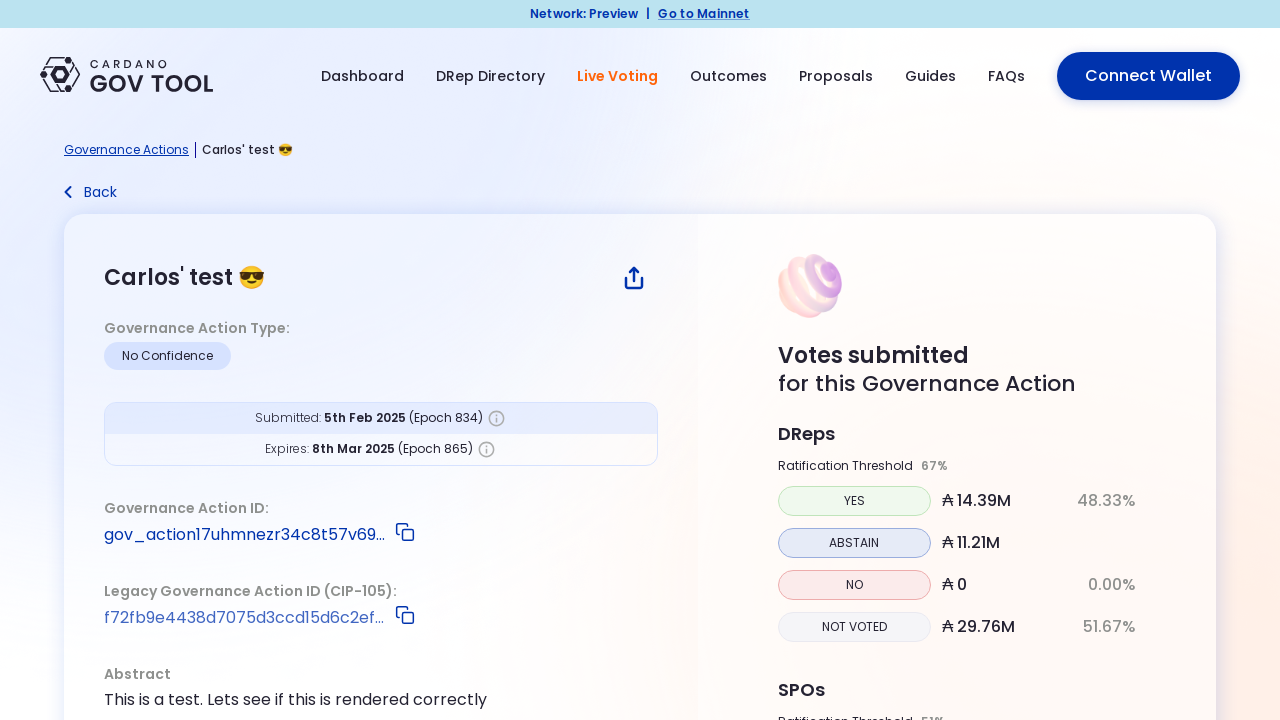 Network: Preview | Go to Mainnet
CARDANO
GOV TOOL
Dashboard
DRep Directory
Live Voting
Outcomes
Proposals
Guides
FAQs
Connect Wallet
Governance Actions | Carlos' test 😎
Back
Carlos' test 😎
Governance Action Type:
No Confidence
Submitted: 5th Feb 2025 (Epoch 834)
Expires: 8th Mar 2025 (Epoch 865)
Governance Action ID:
gov_action17uhmnezr34c8t57v69...
Legacy Governance Action ID (CIP-105):
f72fb9e4438d7075d3ccd15d6c2ef...
Abstract
This is a test. Lets see if this is rendered correctly
Votes submitted
for this Governance Action
DReps
Ratification Threshold 67%
YES ₳ 14.39M 48.33%
ABSTAIN ₳ 11.21M
NO ₳ 0 0.00%
NOT VOTED ₳ 29.76M 51.67%
SPOs
Ratification Threshold 51%